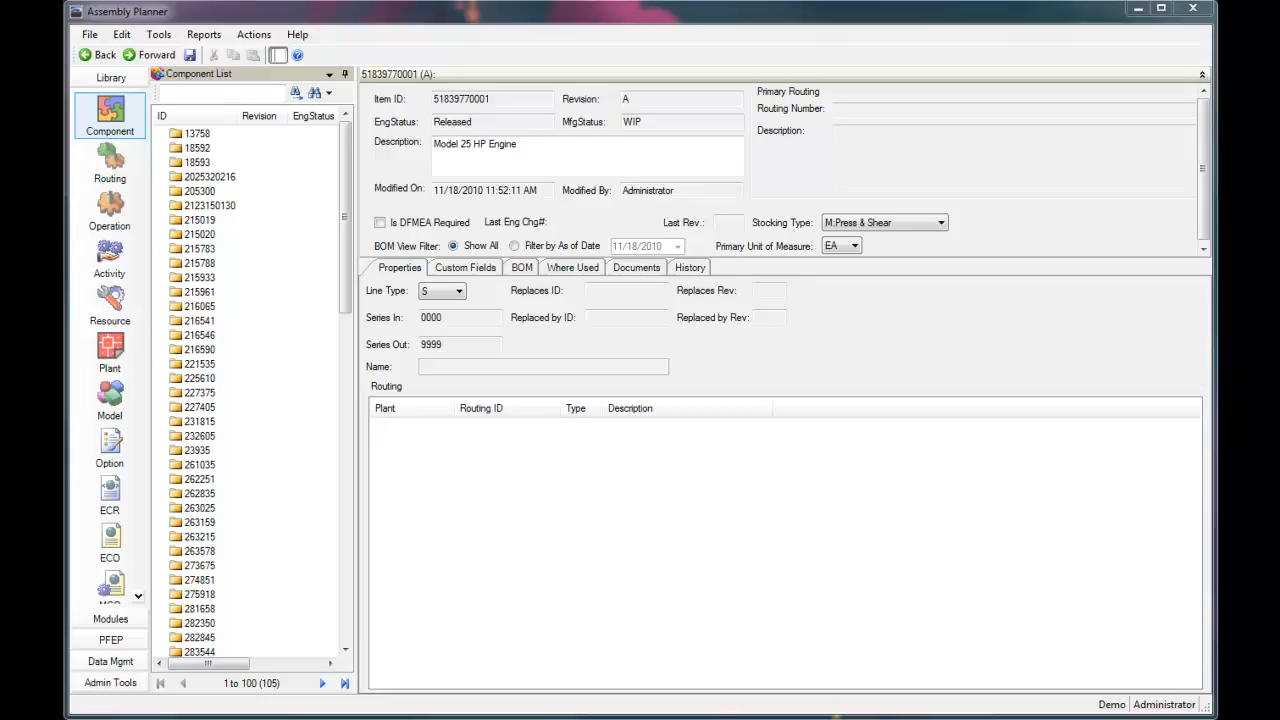 Assembly Planner
File Edit Tools Reports Actions Help
Back Forward
Library
Component
Routing
Operation
Activity
Resource
Plant
Model
Option
ECR
ECO
Modules
PFEP
Data Mgmt
Admin Tools
Component List
ID Revision EngStatus
13758
18592
18593
2025320216
205300
2123150130
215019
215020
215783
215788
215933
215961
216065
216541
216546
216590
221535
225610
227375
227405
231815
232605
23935
261035
262251
262835
263025
263159
263215
263578
273675
274851
275918
281658
282350
282845
283544
1 to 100 (105)
51839770001 (A):
Item ID: 51839770001 Revision: A
EngStatus: Released MfgStatus: WIP
Description: Model 25 HP Engine
Modified On: 11/18/2010 11:52:11 AM Modified By: Administrator
Primary Routing
Routing Number:
Description:
Is DFMEA Required Last Eng Chg#: Last Rev.: Stocking Type: M:Press & Shear
BOM View Filter: Show All Filter by As of Date 11/18/2010 Primary Unit of Measure: EA
Properties Custom Fields BOM Where Used Documents History
Line Type: S Replaces ID: Replaces Rev:
Series In: 0000 Replaced by ID: Replaced by Rev:
Series Out: 9999
Name:
Routing
Plant Routing ID Type Description
Demo Administrator